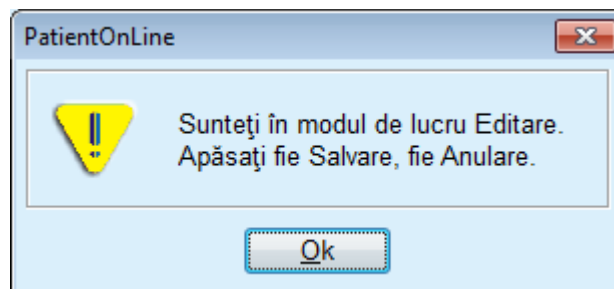 PatientOnLine
Sunteţi în modul de lucru Editare.
Apăsaţi fie Salvare, fie Anulare.
Ok